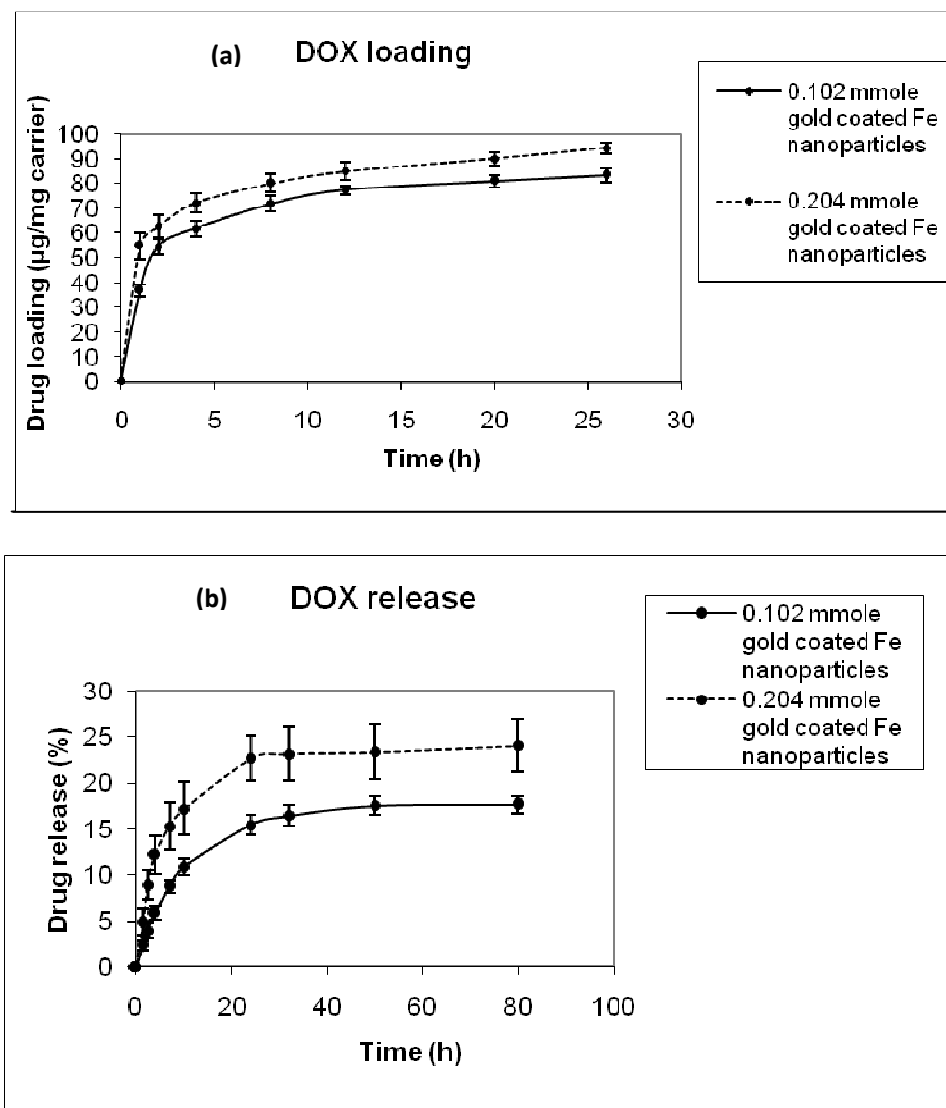 (a) DOX loading
0.102 mmole
gold coated Fe
nanoparticles
0.204 mmole
gold coated Fe
nanoparticles
Drug loading (µg/mg carrier)
100
90
80
70
60
50
40
30
20
10
0
0 5 10 15 20 25 30
Time (h)
(b) DOX release
0.102 mmole
gold coated Fe
nanoparticles
0.204 mmole
gold coated Fe
nanoparticles
Drug release (%)
30
25
20
15
10
5
0
0 20 40 60 80 100
Time (h)